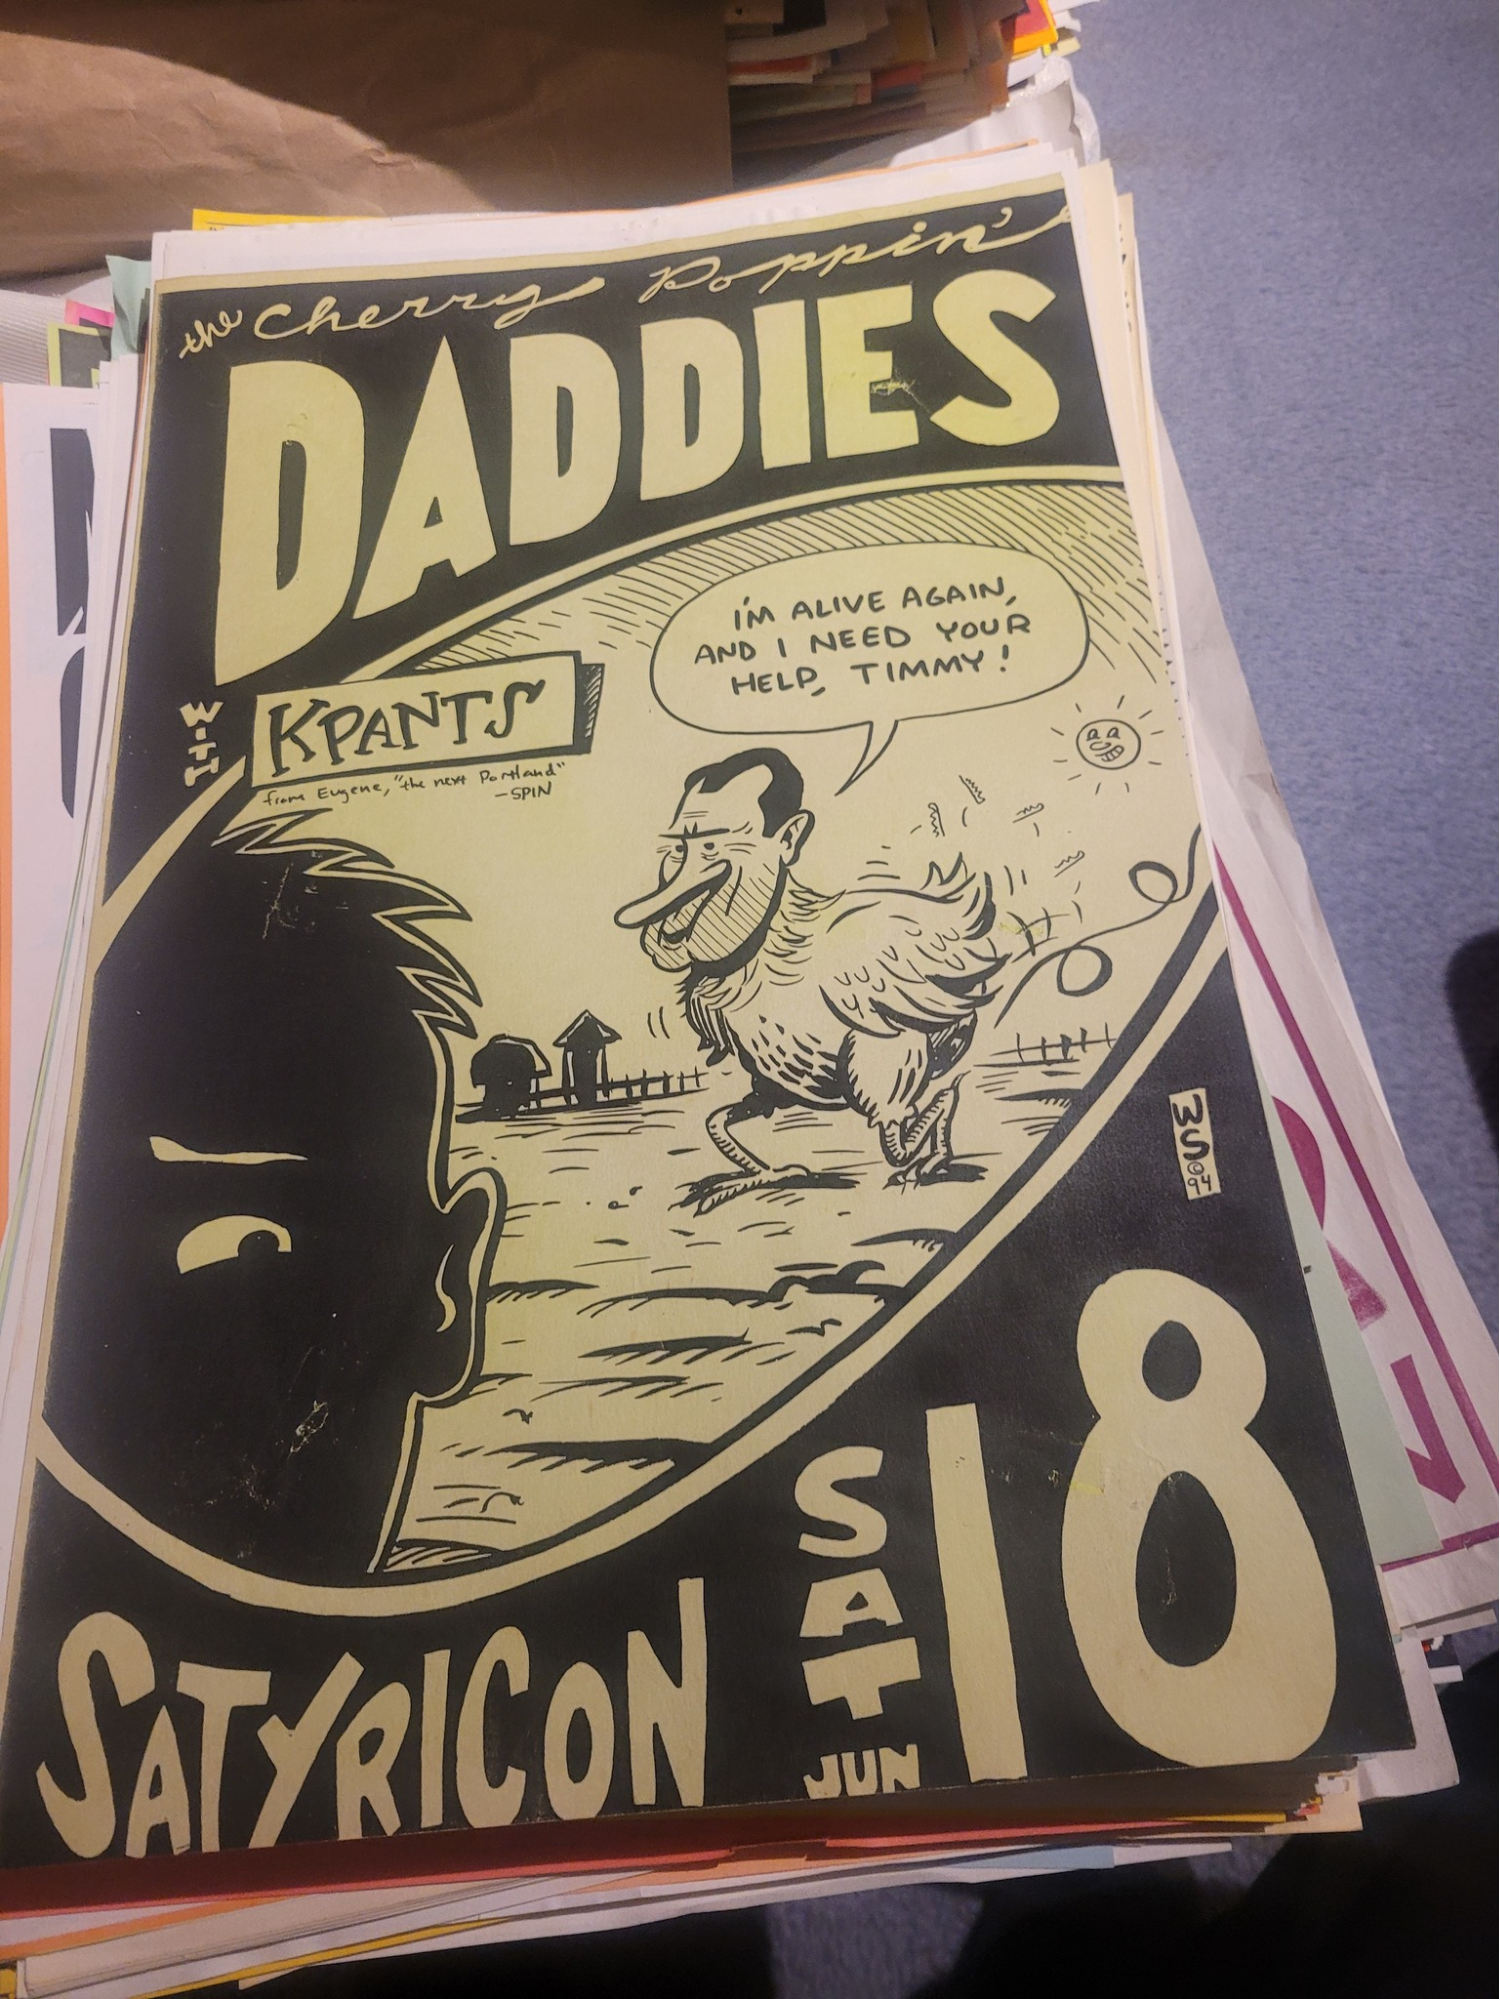 the Cherry Poppin'
DADDIES
I'M ALIVE AGAIN,
AND I NEED YOUR
HELP, TIMMY!
WITH
KPANTS
from Eugene, "the next Portland"
—SPIN
WS
©
94
SATYRICON
SAT
JUN
18